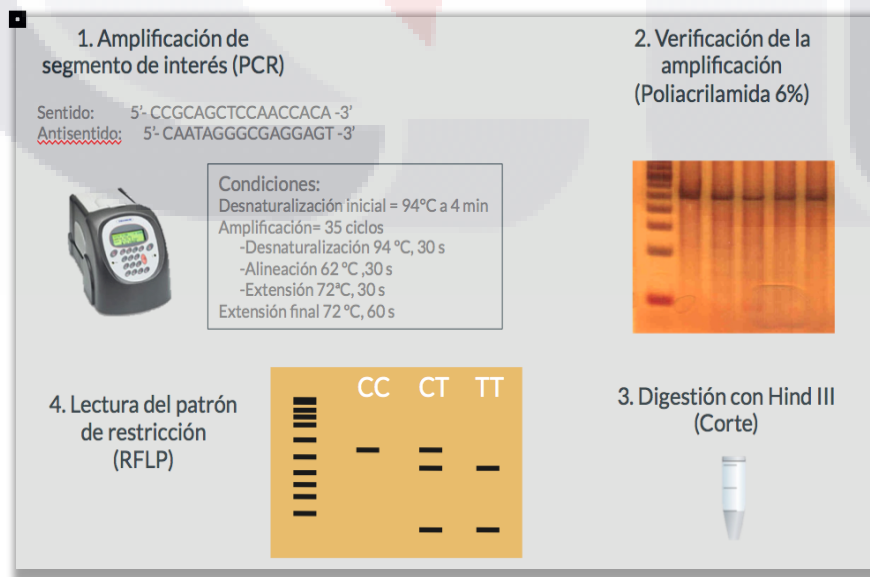 1. Amplificación de
segmento de interés (PCR)
Sentido: 5'- CCGCAGCTCCAACCACA -3'
Antisentido: 5'- CAATAGGGCGAGGAGT -3'
Condiciones:
Desnaturalización inicial = 94°C a 4 min
Amplificación= 35 ciclos
-Desnaturalización 94 °C, 30 s
-Alineación 62 °C ,30 s
-Extensión 72ªC, 30 s
Extensión final 72 °C, 60 s
2. Verificación de la
amplificación
(Poliacrilamida 6%)
3. Digestión con Hind III
(Corte)
4. Lectura del patrón
de restricción
(RFLP)
CC CT TT